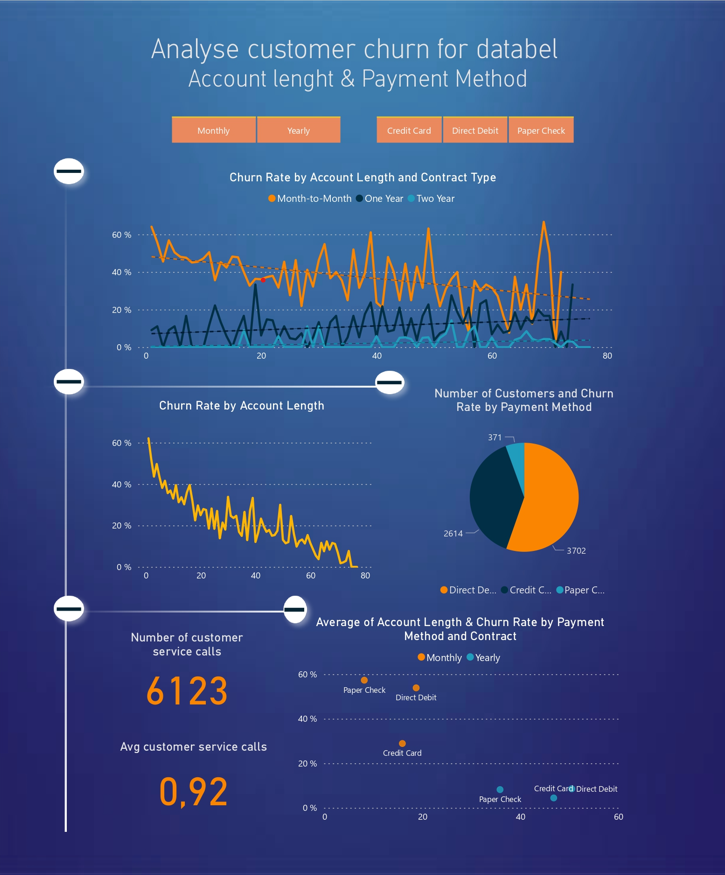 Analyse customer churn for databel
Account lenght & Payment Method
Monthly
Yearly
Credit Card
Direct Debit
Paper Check
Churn Rate by Account Length and Contract Type
Month-to-Month
One Year
Two Year
60 %
40 %
20 %
0 %
0
20
40
60
80
Churn Rate by Account Length
60 %
40 %
20 %
0 %
0
20
40
60
80
Number of Customers and Churn
Rate by Payment Method
371
2614
3702
Direct De...
Credit C...
Paper C...
Number of customer
service calls
6123
Avg customer service calls
0,92
Average of Account Length & Churn Rate by Payment
Method and Contract
Monthly
Yearly
60 %
40 %
20 %
0 %
Paper Check
Direct Debit
Credit Card
Credit Card
Direct Debit
Paper Check
0
20
40
60